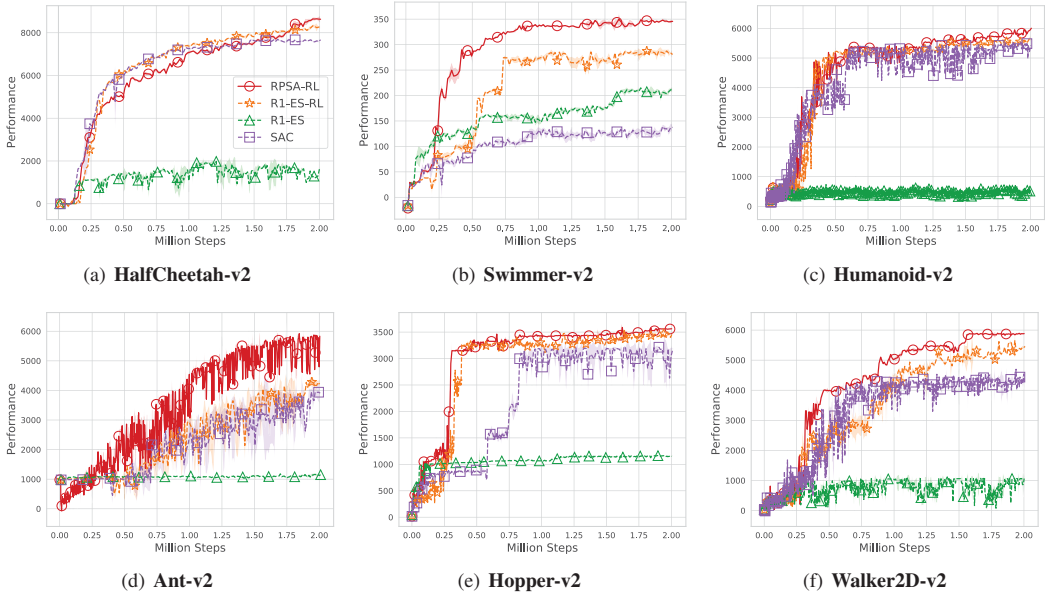 8000
6000
4000
2000
0
Performance
RPSA-RL
R1-ES-RL
R1-ES
SAC
0.00 0.25 0.50 0.75 1.00 1.25 1.50 1.75 2.00
Million Steps
(a) HalfCheetah-v2
350
300
250
200
150
100
50
0
Performance
0.00 0.25 0.50 0.75 1.00 1.25 1.50 1.75 2.00
Million Steps
(b) Swimmer-v2
6000
5000
4000
3000
2000
1000
0
Performance
0.00 0.25 0.50 0.75 1.00 1.25 1.50 1.75 2.00
Million Steps
(c) Humanoid-v2
6000
5000
4000
3000
2000
1000
0
Performance
0.00 0.25 0.50 0.75 1.00 1.25 1.50 1.75 2.00
Million Steps
(d) Ant-v2
3500
3000
2500
2000
1500
1000
500
0
Performance
0.00 0.25 0.50 0.75 1.00 1.25 1.50 1.75 2.00
Million Steps
(e) Hopper-v2
6000
5000
4000
3000
2000
1000
0
Performance
0.00 0.25 0.50 0.75 1.00 1.25 1.50 1.75 2.00
Million Steps
(f) Walker2D-v2